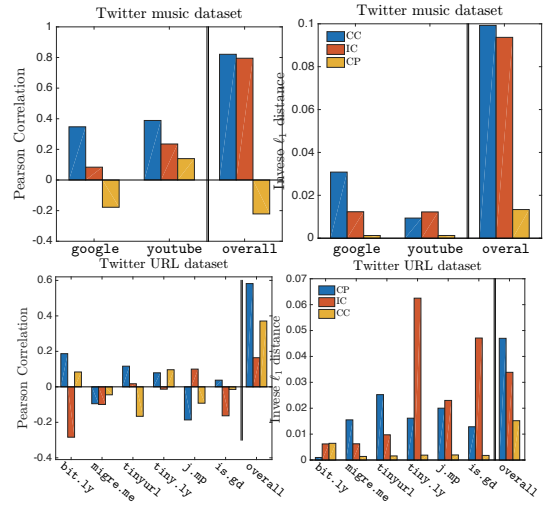 Twitter music dataset
Pearson Correlation
1
0.8
0.6
0.4
0.2
0
-0.2
-0.4
google youtube overall
Twitter music dataset
Invese ℓ1 distance
0.1
0.08
0.06
0.04
0.02
0
CC
IC
CP
google youtube overall
Twitter URL dataset
Pearson Correlation
0.6
0.4
0.2
0
-0.2
-0.4
bit.ly migre.me tinyurl tiny.ly j.mp is.gd overall
Twitter URL dataset
Invese ℓ1 distance
0.07
0.06
0.05
0.04
0.03
0.02
0.01
0
CP
IC
CC
bit.ly migre.me tinyurl tiny.ly j.mp is.gd overall